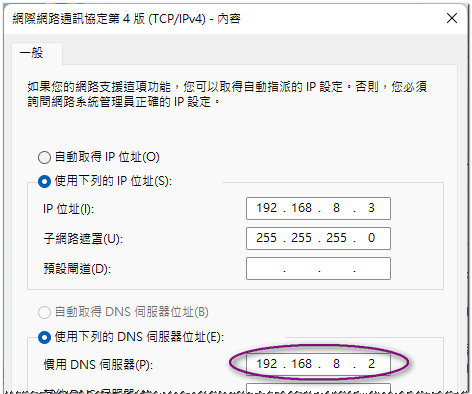 網際網路通訊協定第 4 版 (TCP/IPv4) - 內容
一般
如果您的網路支援這項功能，您可以取得自動指派的 IP 設定。否則，您必須
詢問網路系統管理員正確的 IP 設定。
自動取得 IP 位址(O)
使用下列的 IP 位址(S):
IP 位址(I): 192 . 168 . 8 . 3
子網路遮罩(U): 255 . 255 . 255 . 0
預設閘道(D): . . .
自動取得 DNS 伺服器位址(B)
使用下列的 DNS 伺服器位址(E):
慣用 DNS 伺服器(P): 192 . 168 . 8 . 2